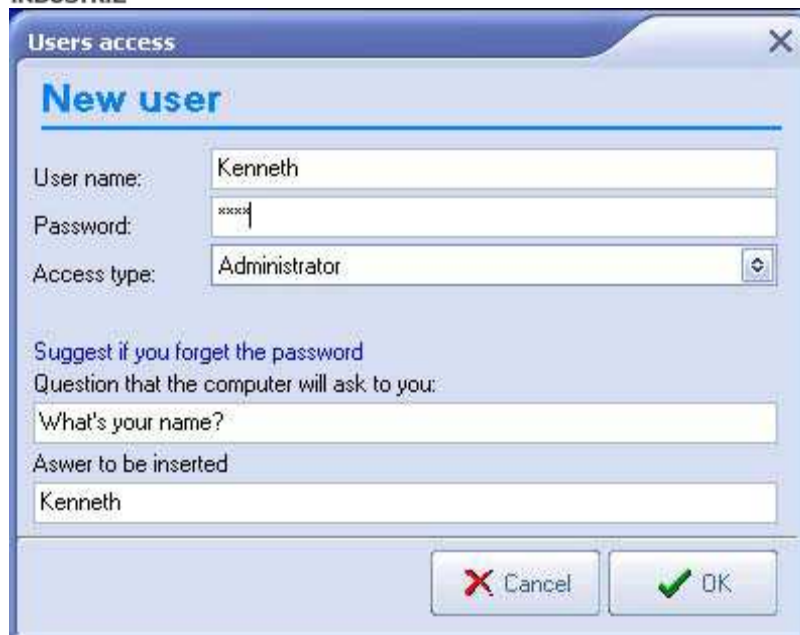 INDUSTRIE
Users access
New user
User name:
Kenneth
Password:
****
Access type:
Administrator
Suggest if you forget the password
Question that the computer will ask to you:
What's your name?
Aswer to be inserted
Kenneth
Cancel
OK